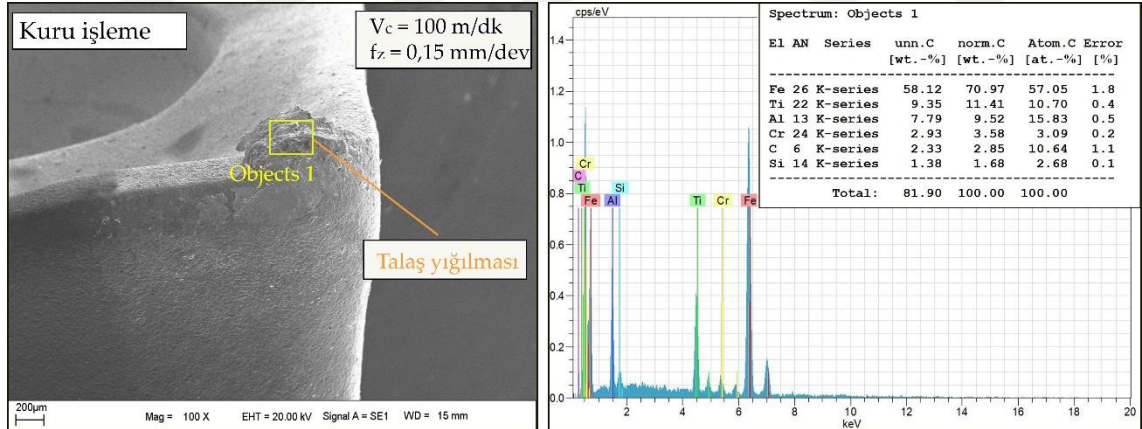 Kuru işleme
Vc = 100 m/dk
fz = 0,15 mm/dev
Objects 1
Talaş yığılması
200µm
Mag = 100 X EHT = 20.00 kV Signal A = SE1 WD = 15 mm
cps/eV
1.4
1.2
1.0
0.8
0.6
0.4
0.2
0.0
Cr
C
Ti Si
Fe Al Ti Cr Fe
2 4 6 8 10 12 14 16 18 20
keV
Spectrum: Objects 1
El AN Series unn.C norm.C Atom.C Error
[wt.-%] [wt.-%] [at.-%] [%]
Fe 26 K-series 58.12 70.97 57.05 1.8
Ti 22 K-series 9.35 11.41 10.70 0.4
Al 13 K-series 7.79 9.52 15.83 0.5
Cr 24 K-series 2.93 3.58 3.09 0.2
C 6 K-series 2.33 2.85 10.64 1.1
Si 14 K-series 1.38 1.68 2.68 0.1
Total: 81.90 100.00 100.00